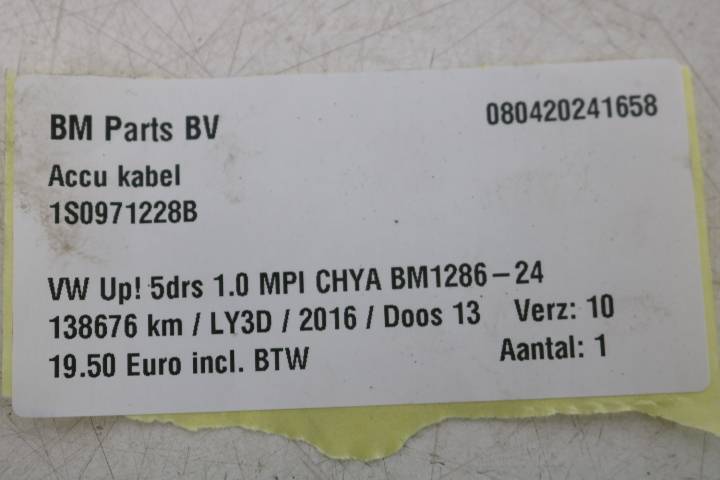 BM Parts BV 080420241658
Accu kabel
1S0971228B
VW Up! 5drs 1.0 MPI CHYA BM1286-24
138676 km / LY3D / 2016 / Doos 13 Verz: 10
19.50 Euro incl. BTW Aantal: 1